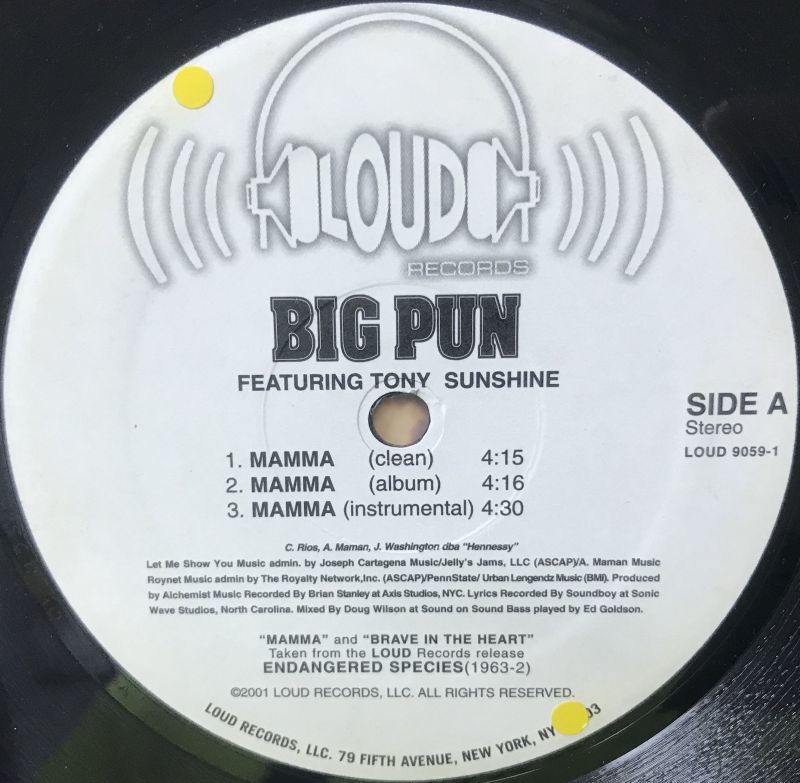 LOUD
RECORDS
BIG PUN
FEATURING TONY SUNSHINE
SIDE A
Stereo
LOUD 9059-1
1. MAMMA (clean) 4:15
2. MAMMA (album) 4:16
3. MAMMA (instrumental) 4:30
C. Rios, A. Maman, J. Washington dba "Hennessy"
Let Me Show You Music admin. by Joseph Cartagena Music/Jelly's Jams, LLC (ASCAP)/A. Maman Music
Roynet Music admin by The Royalty Network,Inc. (ASCAP)/PennState/ Urban Lengendz Music (BMI). Produced
by Alchemist Music Recorded By Brian Stanley at Axis Studios, NYC. Lyrics Recorded By Soundboy at Sonic
Wave Studios, North Carolina. Mixed By Doug Wilson at Sound on Sound Bass played by Ed Goldson.
"MAMMA" and "BRAVE IN THE HEART"
Taken from the LOUD Records release
ENDANGERED SPECIES(1963-2)
©2001 LOUD RECORDS, LLC. ALL RIGHTS RESERVED.
LOUD RECORDS, LLC. 79 FIFTH AVENUE, NEW YORK, NY